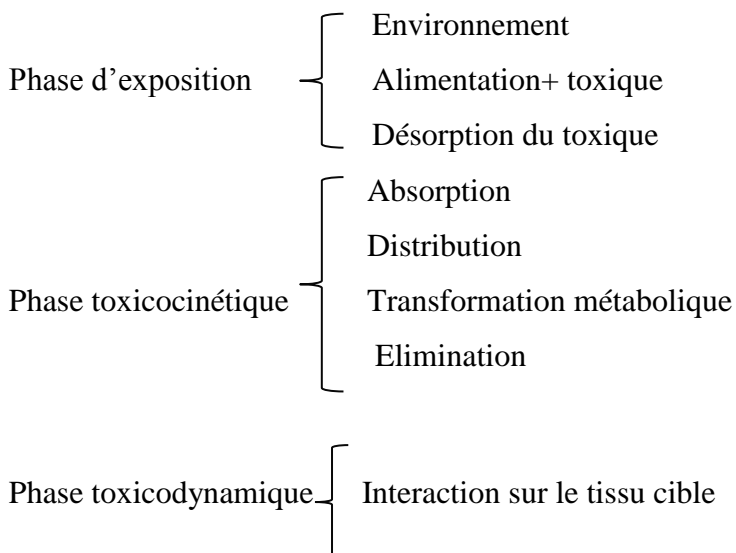 Environnement
Phase d'exposition Alimentation+ toxique
Désorption du toxique
Absorption
Distribution
Phase toxicocinétique Transformation métabolique
Elimination
Phase toxicodynamique Interaction sur le tissu cible